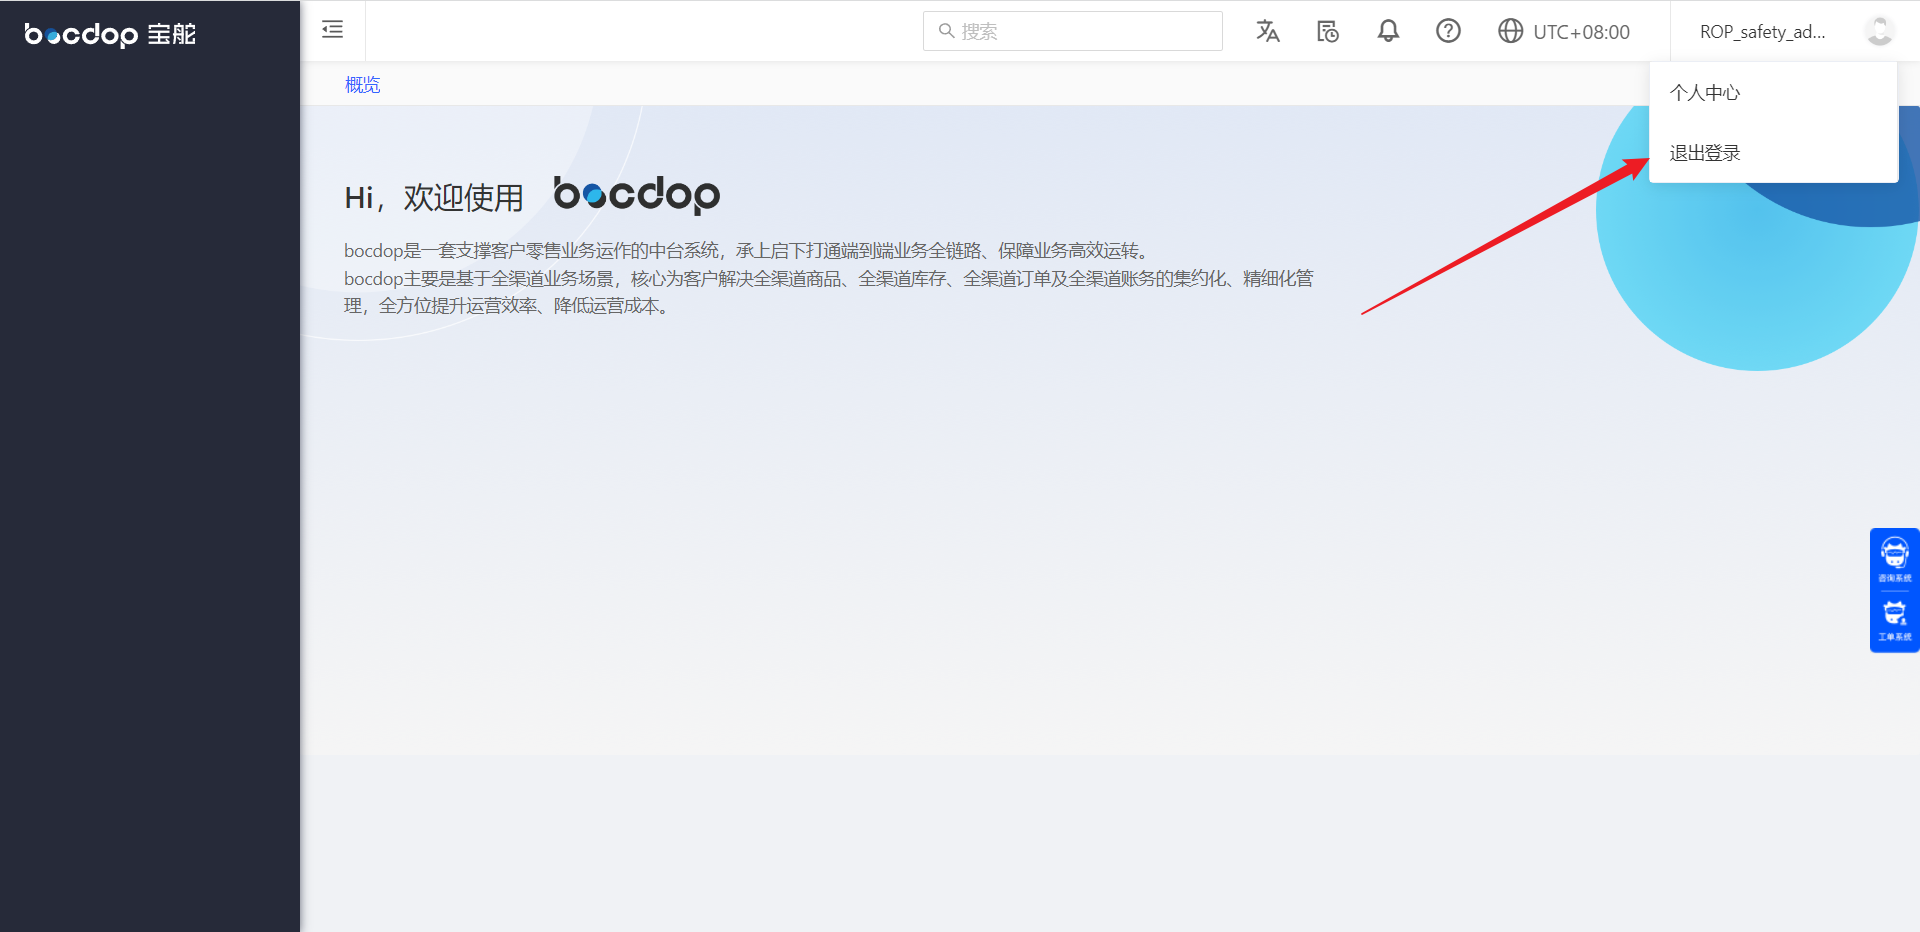 bocdop 宝舵
搜索
UTC+08:00
ROP_safety_ad...
个人中心
退出登录
概览
Hi，欢迎使用 bocdop
bocdop是一套支撑客户零售业务运作的中台系统，承上启下打通端到端业务全链路、保障业务高效运转。
bocdop主要是基于全渠道业务场景，核心为客户解决全渠道商品、全渠道库存、全渠道订单及全渠道账务的集约化、精细化管
理，全方位提升运营效率、降低运营成本。
咨询系统
工单系统